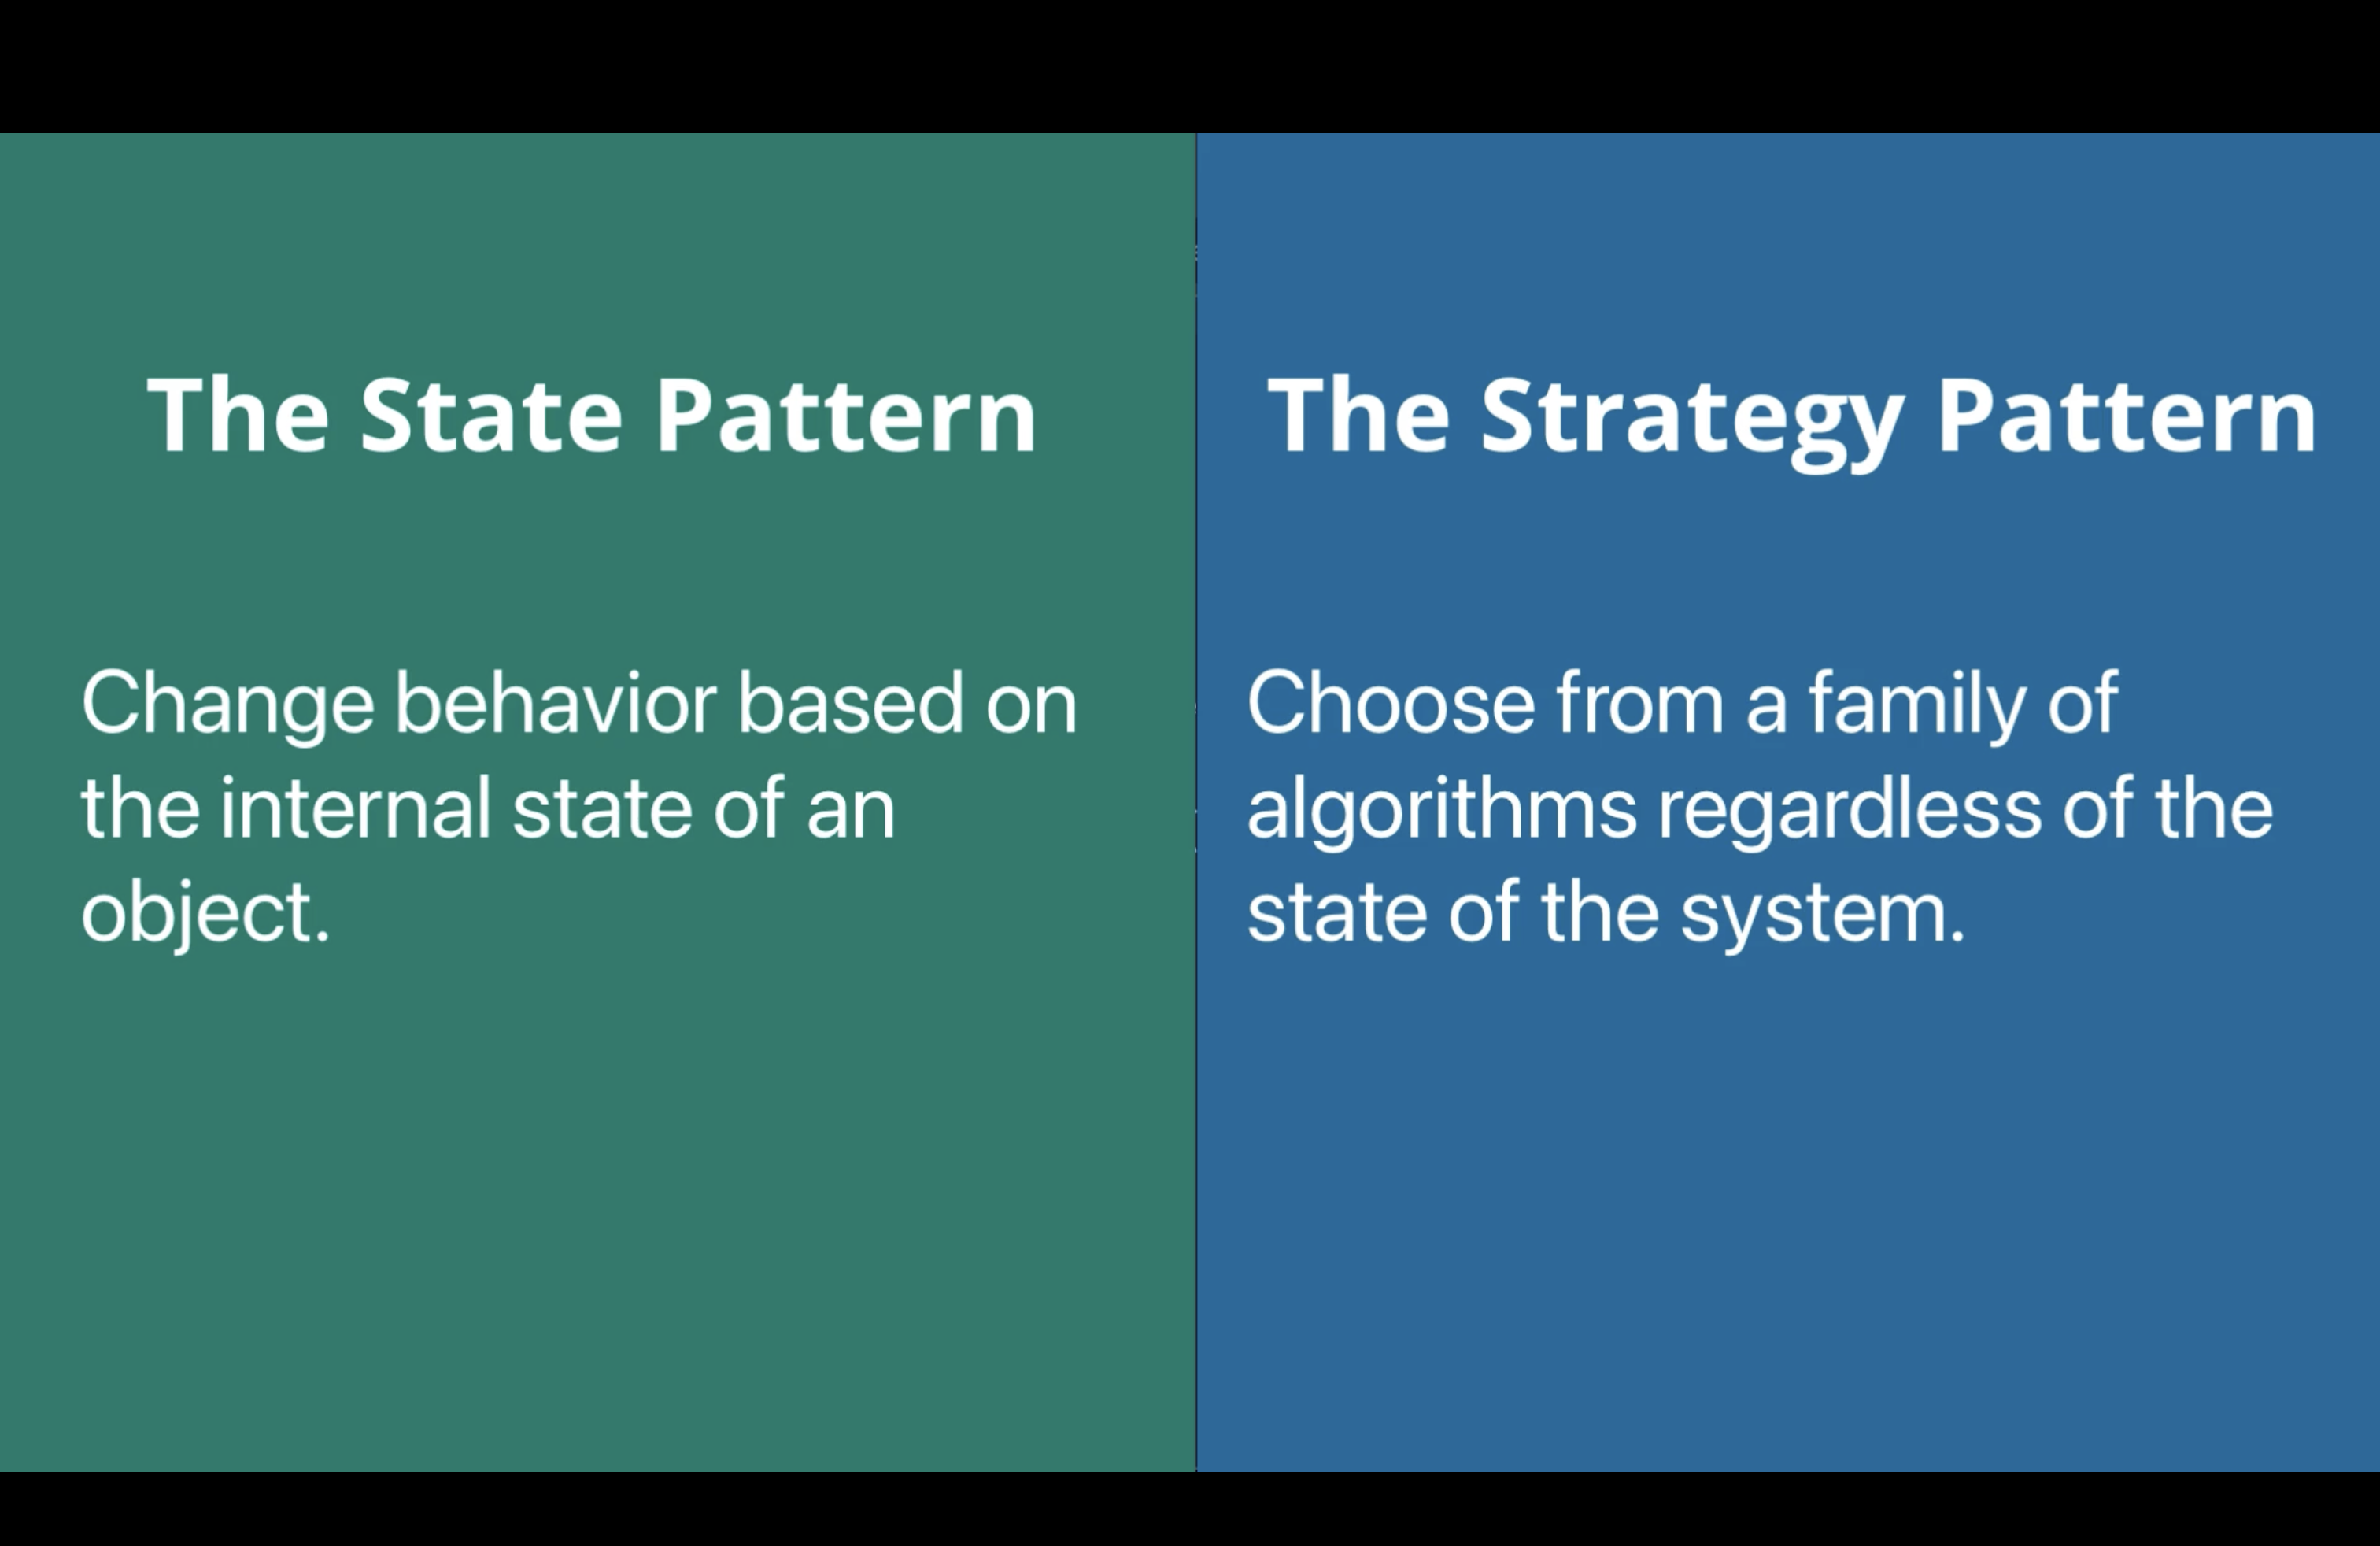 The State Pattern
Change behavior based on
the internal state of an
object.
The Strategy Pattern
Choose from a family of
algorithms regardless of the
state of the system.